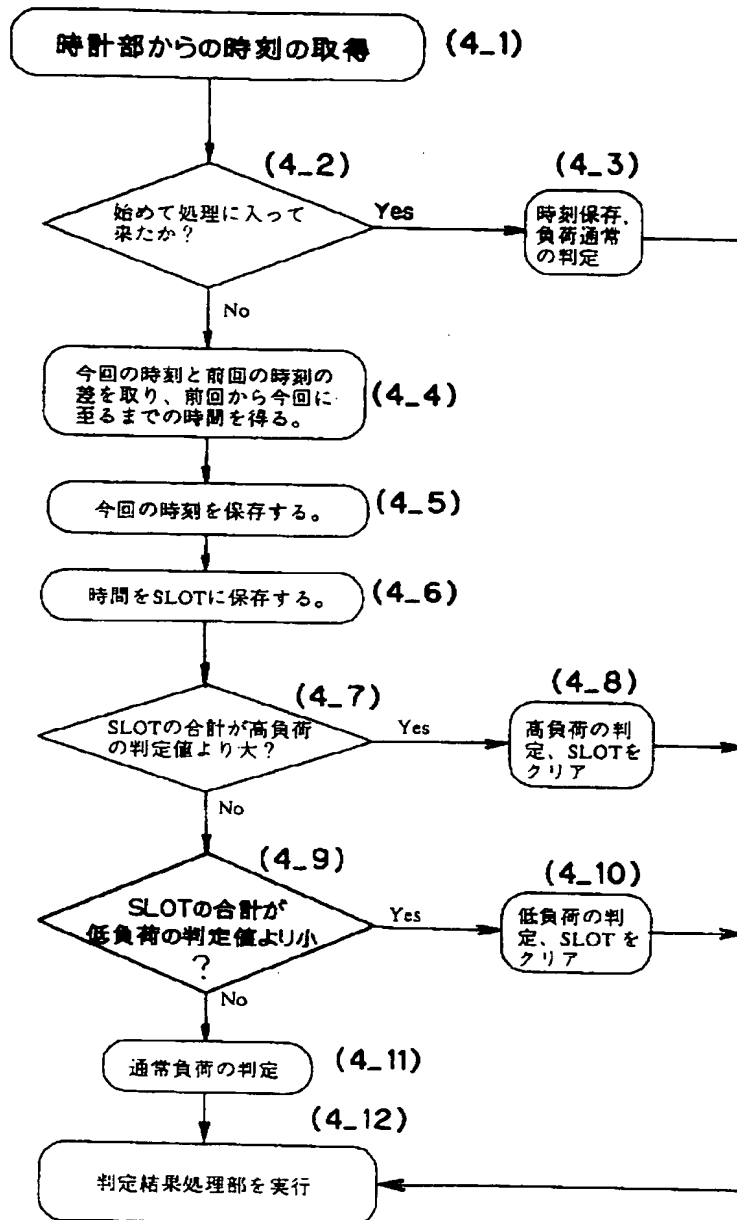 時計部からの時刻の取得
(4_1)
(4_2)
始めて処理に入って
来たか？
Yes
(4_3)
時刻保存、
負荷通常
の判定
No
今回の時刻と前回の時刻の
差を取り、前回から今回に
至るまでの時間を得る。
(4_4)
今回の時刻を保存する。
(4_5)
時間をSLOTに保存する。
(4_6)
(4_7)
SLOTの合計が高負荷
の判定値より大？
Yes
(4_8)
高負荷の判
定、SLOTを
クリア
No
(4_9)
SLOTの合計が
低負荷の判定値より小
？
Yes
(4_10)
低負荷の判
定、SLOTを
クリア
No
通常負荷の判定
(4_11)
(4_12)
判定結果処理部を実行